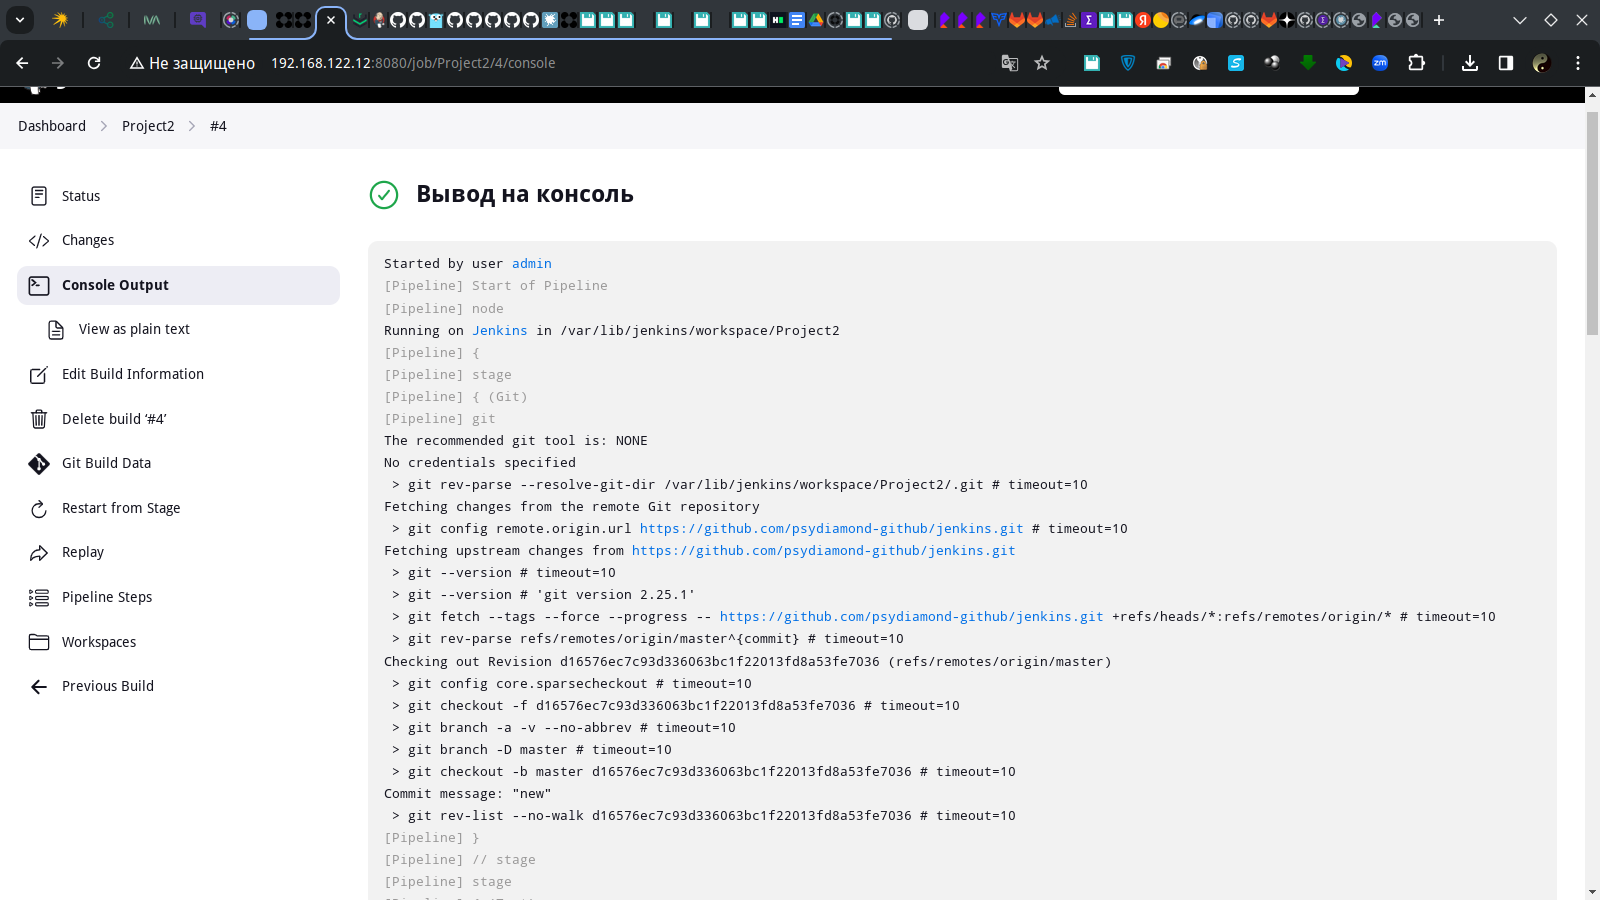 Не защищено 192.168.122.12:8080/job/Project2/4/console
Dashboard Project2 #4
Status
Changes
Console Output
View as plain text
Edit Build Information
Delete build ‘#4’
Git Build Data
Restart from Stage
Replay
Pipeline Steps
Workspaces
Previous Build
Вывод на консоль
Started by user admin
[Pipeline] Start of Pipeline
[Pipeline] node
Running on Jenkins in /var/lib/jenkins/workspace/Project2
[Pipeline] {
[Pipeline] stage
[Pipeline] { (Git)
[Pipeline] git
The recommended git tool is: NONE
No credentials specified
> git rev-parse --resolve-git-dir /var/lib/jenkins/workspace/Project2/.git # timeout=10
Fetching changes from the remote Git repository
> git config remote.origin.url https://github.com/psydiamond-github/jenkins.git # timeout=10
Fetching upstream changes from https://github.com/psydiamond-github/jenkins.git
> git --version # timeout=10
> git --version # 'git version 2.25.1'
> git fetch --tags --force --progress -- https://github.com/psydiamond-github/jenkins.git +refs/heads/*:refs/remotes/origin/* # timeout=10
> git rev-parse refs/remotes/origin/master^{commit} # timeout=10
Checking out Revision d16576ec7c93d336063bc1f22013fd8a53fe7036 (refs/remotes/origin/master)
> git config core.sparsecheckout # timeout=10
> git checkout -f d16576ec7c93d336063bc1f22013fd8a53fe7036 # timeout=10
> git branch -a -v --no-abbrev # timeout=10
> git branch -D master # timeout=10
> git checkout -b master d16576ec7c93d336063bc1f22013fd8a53fe7036 # timeout=10
Commit message: "new"
> git rev-list --no-walk d16576ec7c93d336063bc1f22013fd8a53fe7036 # timeout=10
[Pipeline] }
[Pipeline] // stage
[Pipeline] stage